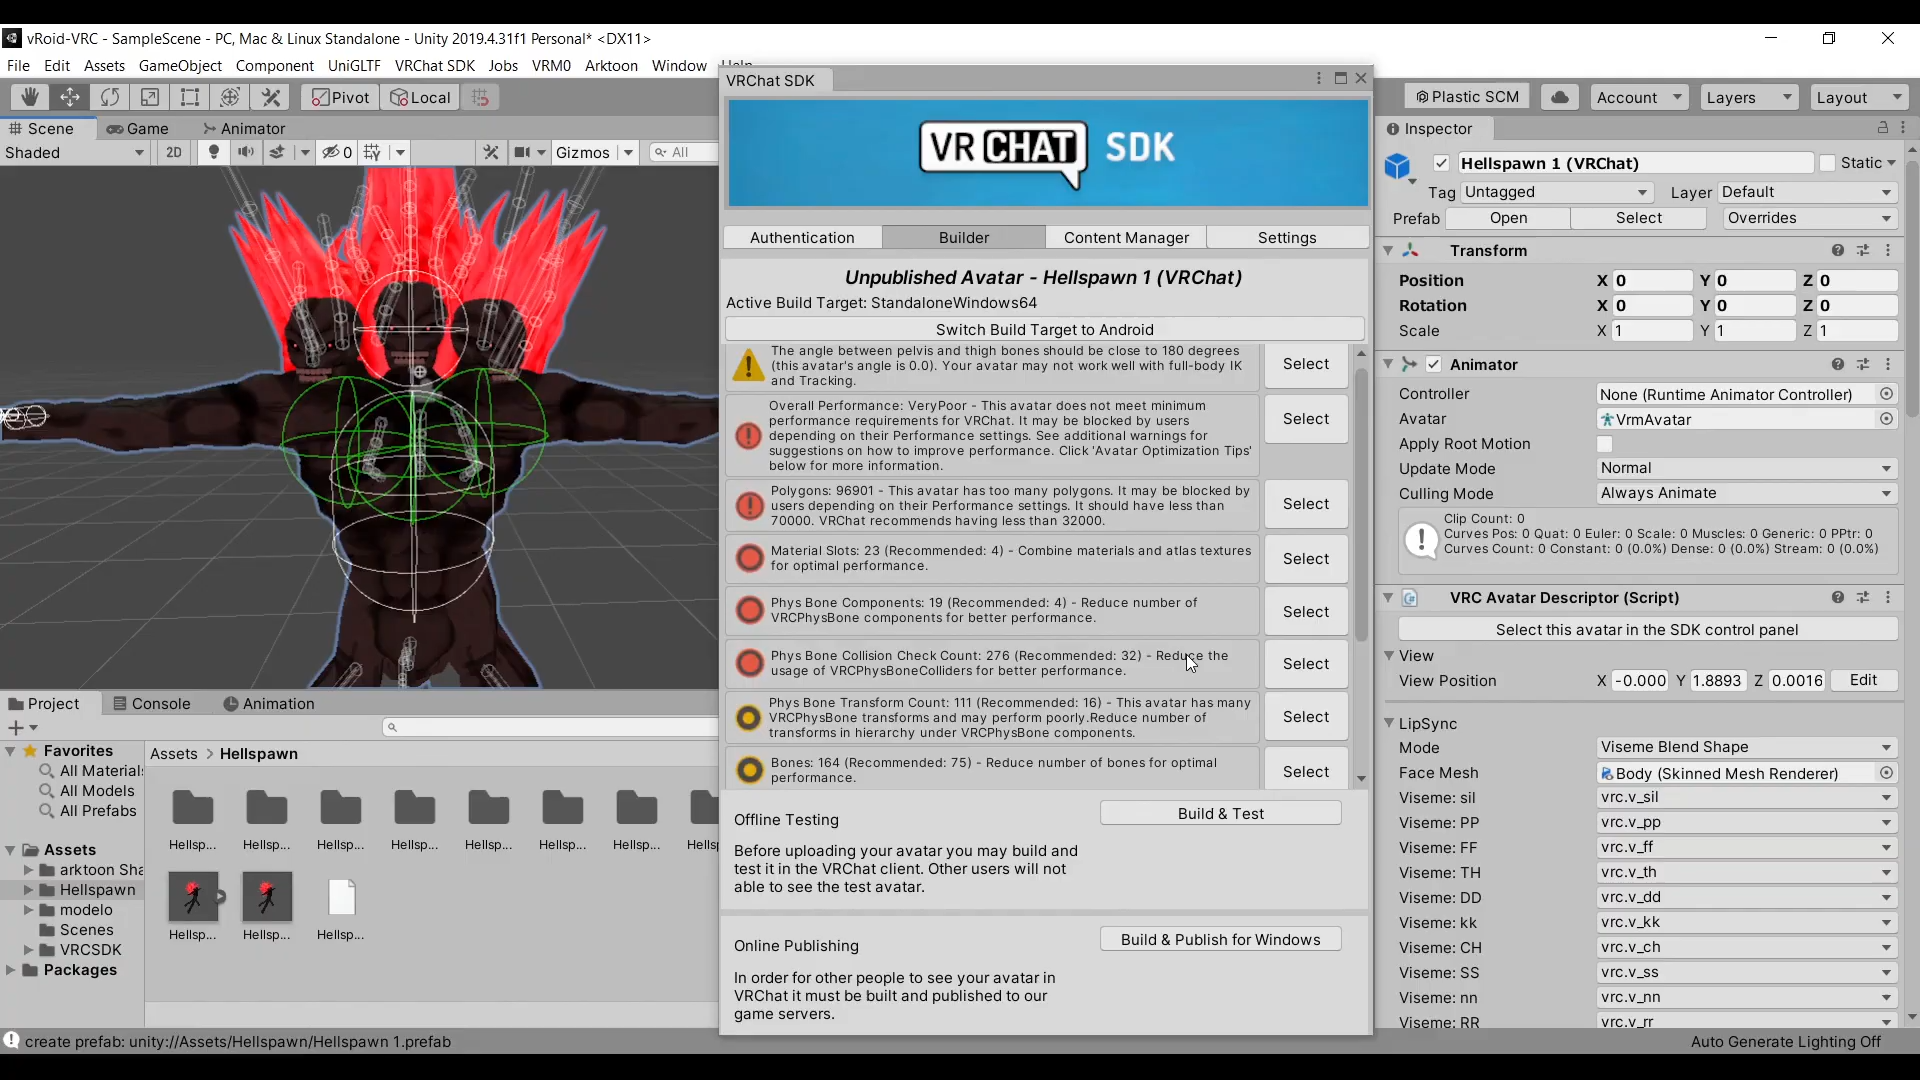 vRoid-VRC - SampleScene - PC, Mac & Linux Standalone - Unity 2019.4.31f1 Personal* <DX11>
File Edit Assets GameObject Component UniGLTF VRChat SDK Jobs VRM0 Arktoon Window
Pivot Local
Plastic SCM Account Layers Layout
Scene Game Animator
Shaded 2D 0 Gizmos All
VRChat SDK
VR CHAT SDK
Authentication Builder Content Manager Settings
Unpublished Avatar - Hellspawn 1 (VRChat)
Active Build Target: StandaloneWindows64
Switch Build Target to Android
The angle between pelvis and thigh bones should be close to 180 degrees
(this avatar's angle is 0.0). Your avatar may not work well with full-body IK
and Tracking.
Select
Overall Performance: VeryPoor - This avatar does not meet minimum
performance requirements for VRChat. It may be blocked by users
depending on their Performance settings. See additional warnings for
suggestions on how to improve performance. Click 'Avatar Optimization Tips'
below for more information.
Select
Polygons: 96901 - This avatar has too many polygons. It may be blocked by
users depending on their Performance settings. It should have less than
70000. VRChat recommends having less than 32000.
Select
Material Slots: 23 (Recommended: 4) - Combine materials and atlas textures
for optimal performance.
Select
Phys Bone Components: 19 (Recommended: 4) - Reduce number of
VRCPhysBone components for better performance.
Select
Phys Bone Collision Check Count: 276 (Recommended: 32) - Reduce the
usage of VRCPhysBoneColliders for better performance.
Select
Phys Bone Transform Count: 111 (Recommended: 16) - This avatar has many
VRCPhysBone transforms and may perform poorly.Reduce number of
transforms in hierarchy under VRCPhysBone components.
Select
Bones: 164 (Recommended: 75) - Reduce number of bones for optimal
performance.
Select
Offline Testing
Build & Test
Before uploading your avatar you may build and
test it in the VRChat client. Other users will not
able to see the test avatar.
Online Publishing
Build & Publish for Windows
In order for other people to see your avatar in
VRChat it must be built and published to our
game servers.
Inspector
Hellspawn 1 (VRChat) Static
Tag Untagged Layer Default
Prefab Open Select Overrides
Transform
Position X 0 Y 0 Z 0
Rotation X 0 Y 0 Z 0
Scale X 1 Y 1 Z 1
Animator
Controller None (Runtime Animator Controller)
Avatar VrmAvatar
Apply Root Motion
Update Mode Normal
Culling Mode Always Animate
Clip Count: 0
Curves Pos: 0 Quat: 0 Euler: 0 Scale: 0 Muscles: 0 Generic: 0 PPtr: 0
Curves Count: 0 Constant: 0 (0.0%) Dense: 0 (0.0%) Stream: 0 (0.0%)
VRC Avatar Descriptor (Script)
Select this avatar in the SDK control panel
View
View Position X -0.000 Y 1.8893 Z 0.0016 Edit
LipSync
Mode Viseme Blend Shape
Face Mesh Body (Skinned Mesh Renderer)
Viseme: sil vrc.v_sil
Viseme: PP vrc.v_pp
Viseme: FF vrc.v_ff
Viseme: TH vrc.v_th
Viseme: DD vrc.v_dd
Viseme: kk vrc.v_kk
Viseme: CH vrc.v_ch
Viseme: SS vrc.v_ss
Viseme: nn vrc.v_nn
Viseme: RR vrc.v_rr
Project Console Animation
Favorites
All Materials
All Models
All Prefabs
Assets
arktoon Sha
Hellspawn
modelo
Scenes
VRCSDK
Packages
Assets > Hellspawn
Hellsp... Hellsp... Hellsp... Hellsp... Hellsp... Hellsp... Hellsp... Hells
Hellsp... Hellsp... Hellsp...
create prefab: unity://Assets/Hellspawn/Hellspawn 1.prefab
Auto Generate Lighting Off